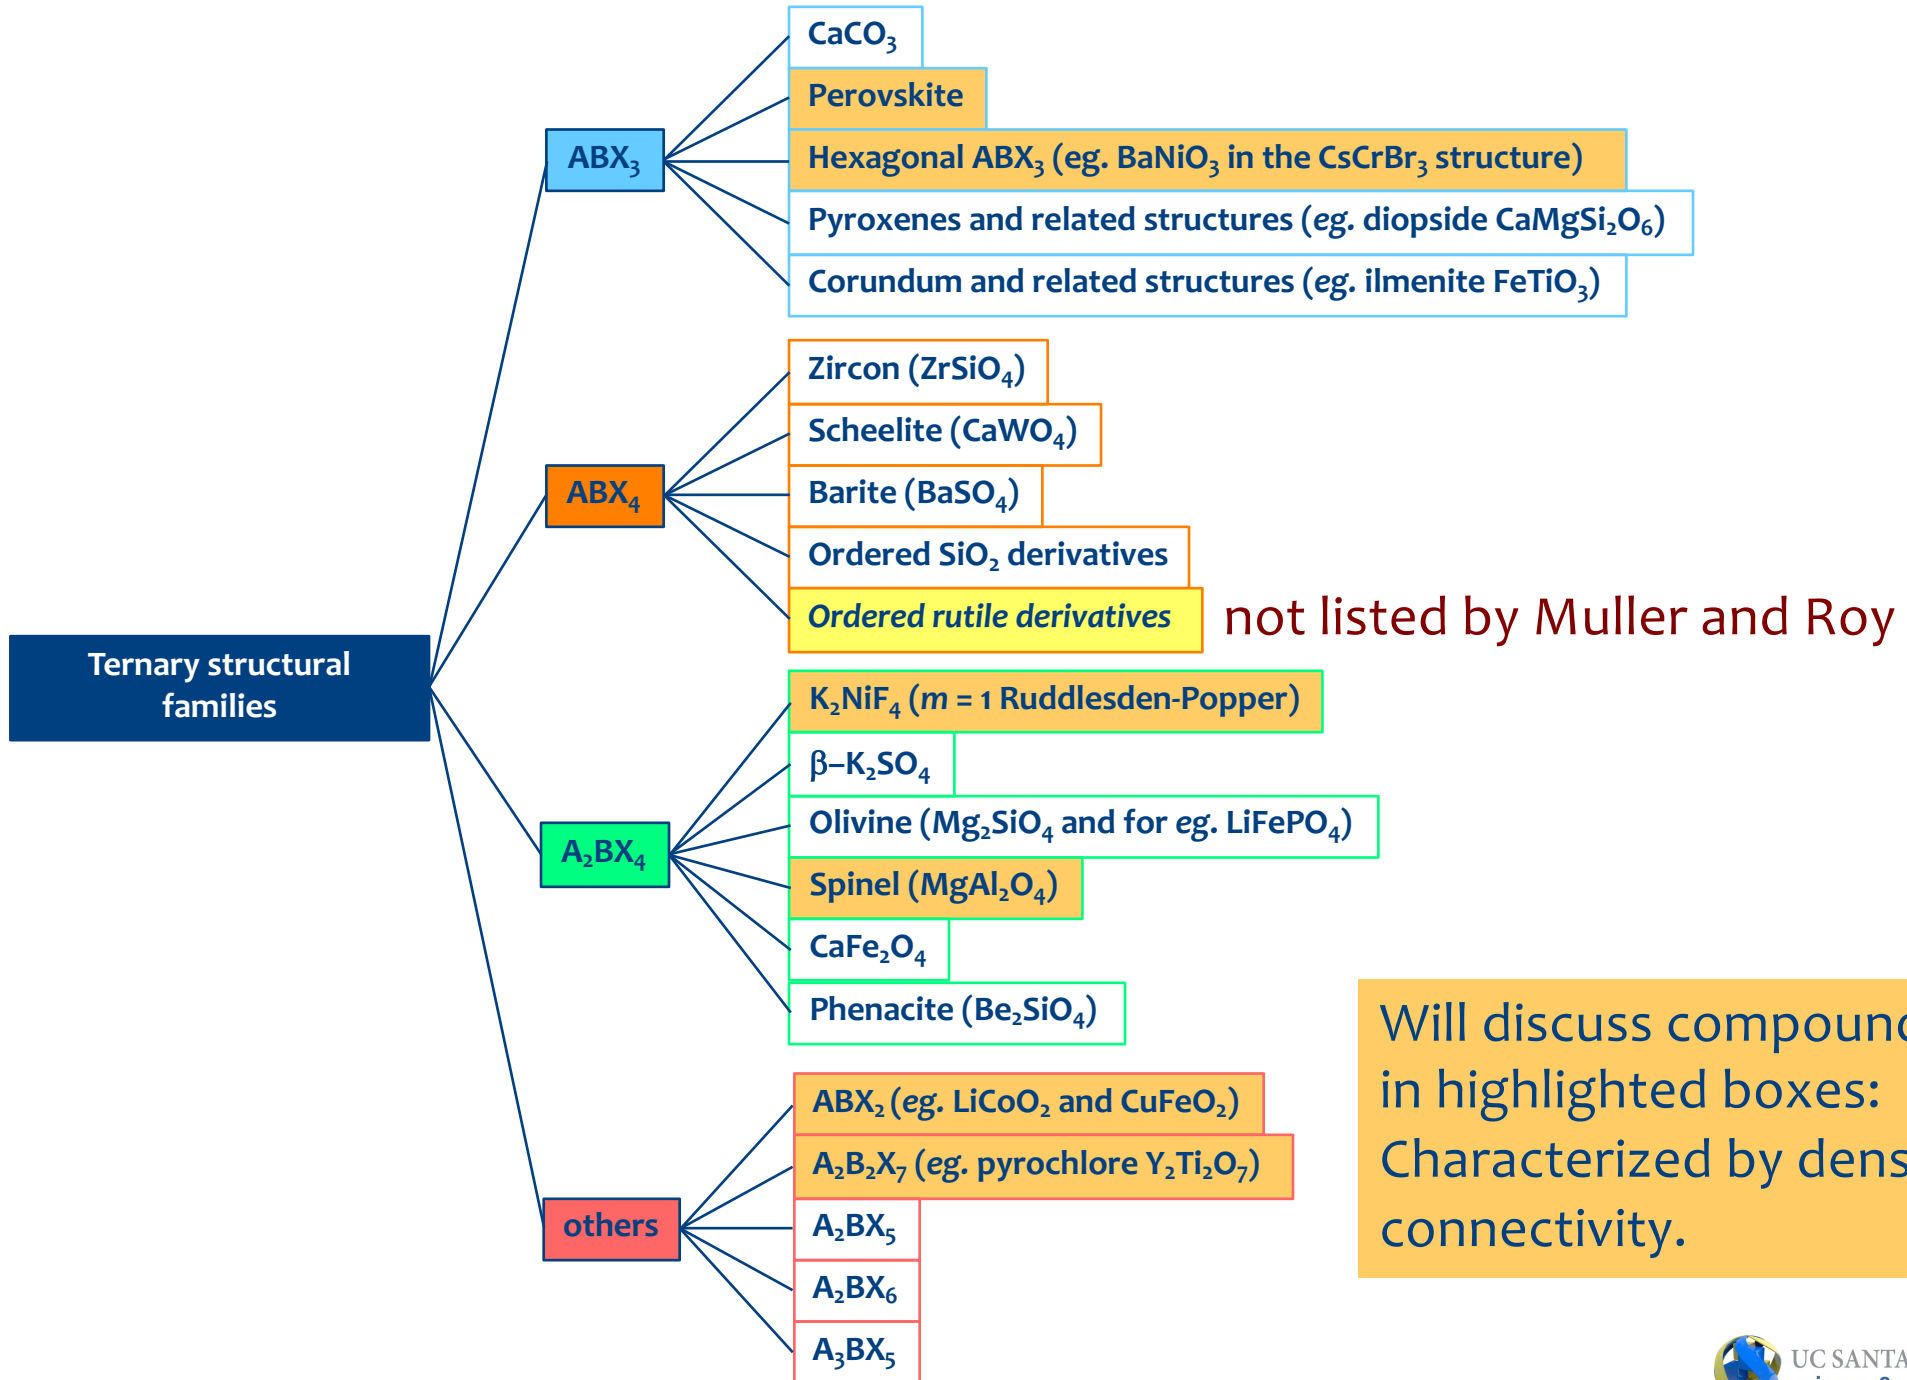 CaCO₃
Perovskite
Hexagonal ABX₃ (eg. BaNiO₃ in the CsCrBr₃ structure)
Pyroxenes and related structures (eg. diopside CaMgSi₂O₆)
Corundum and related structures (eg. ilmenite FeTiO₃)
ABX₃
Zircon (ZrSiO₄)
Scheelite (CaWO₄)
Barite (BaSO₄)
Ordered SiO₂ derivatives
Ordered rutile derivatives
not listed by Muller and Roy
ABX₄
Ternary structural
families
K₂NiF₄ (m = 1 Ruddlesden-Popper)
β–K₂SO₄
Olivine (Mg₂SiO₄ and for eg. LiFePO₄)
Spinel (MgAl₂O₄)
CaFe₂O₄
Phenacite (Be₂SiO₄)
A₂BX₄
ABX₂ (eg. LiCoO₂ and CuFeO₂)
A₂B₂X₇ (eg. pyrochlore Y₂Ti₂O₇)
A₂BX₅
A₂BX₆
A₃BX₅
others
Will discuss compoun
in highlighted boxes:
Characterized by dens
connectivity.
UC SANTA